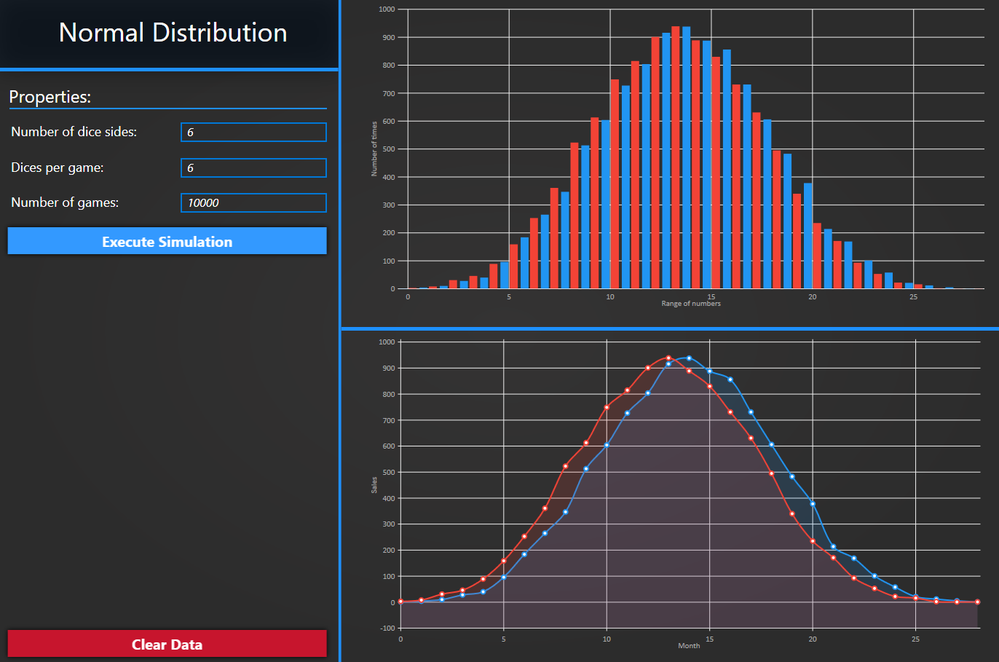 Normal Distribution
Properties:
Number of dice sides: 6
Dices per game: 6
Number of games: 10000
Execute Simulation
Clear Data
1000
900
800
700
600
500
400
300
200
100
0
Number of times
0 5 10 15 20 25
Range of numbers
1000
900
800
700
600
500
400
300
200
100
0
-100
Sales
0 5 10 15 20 25
Month